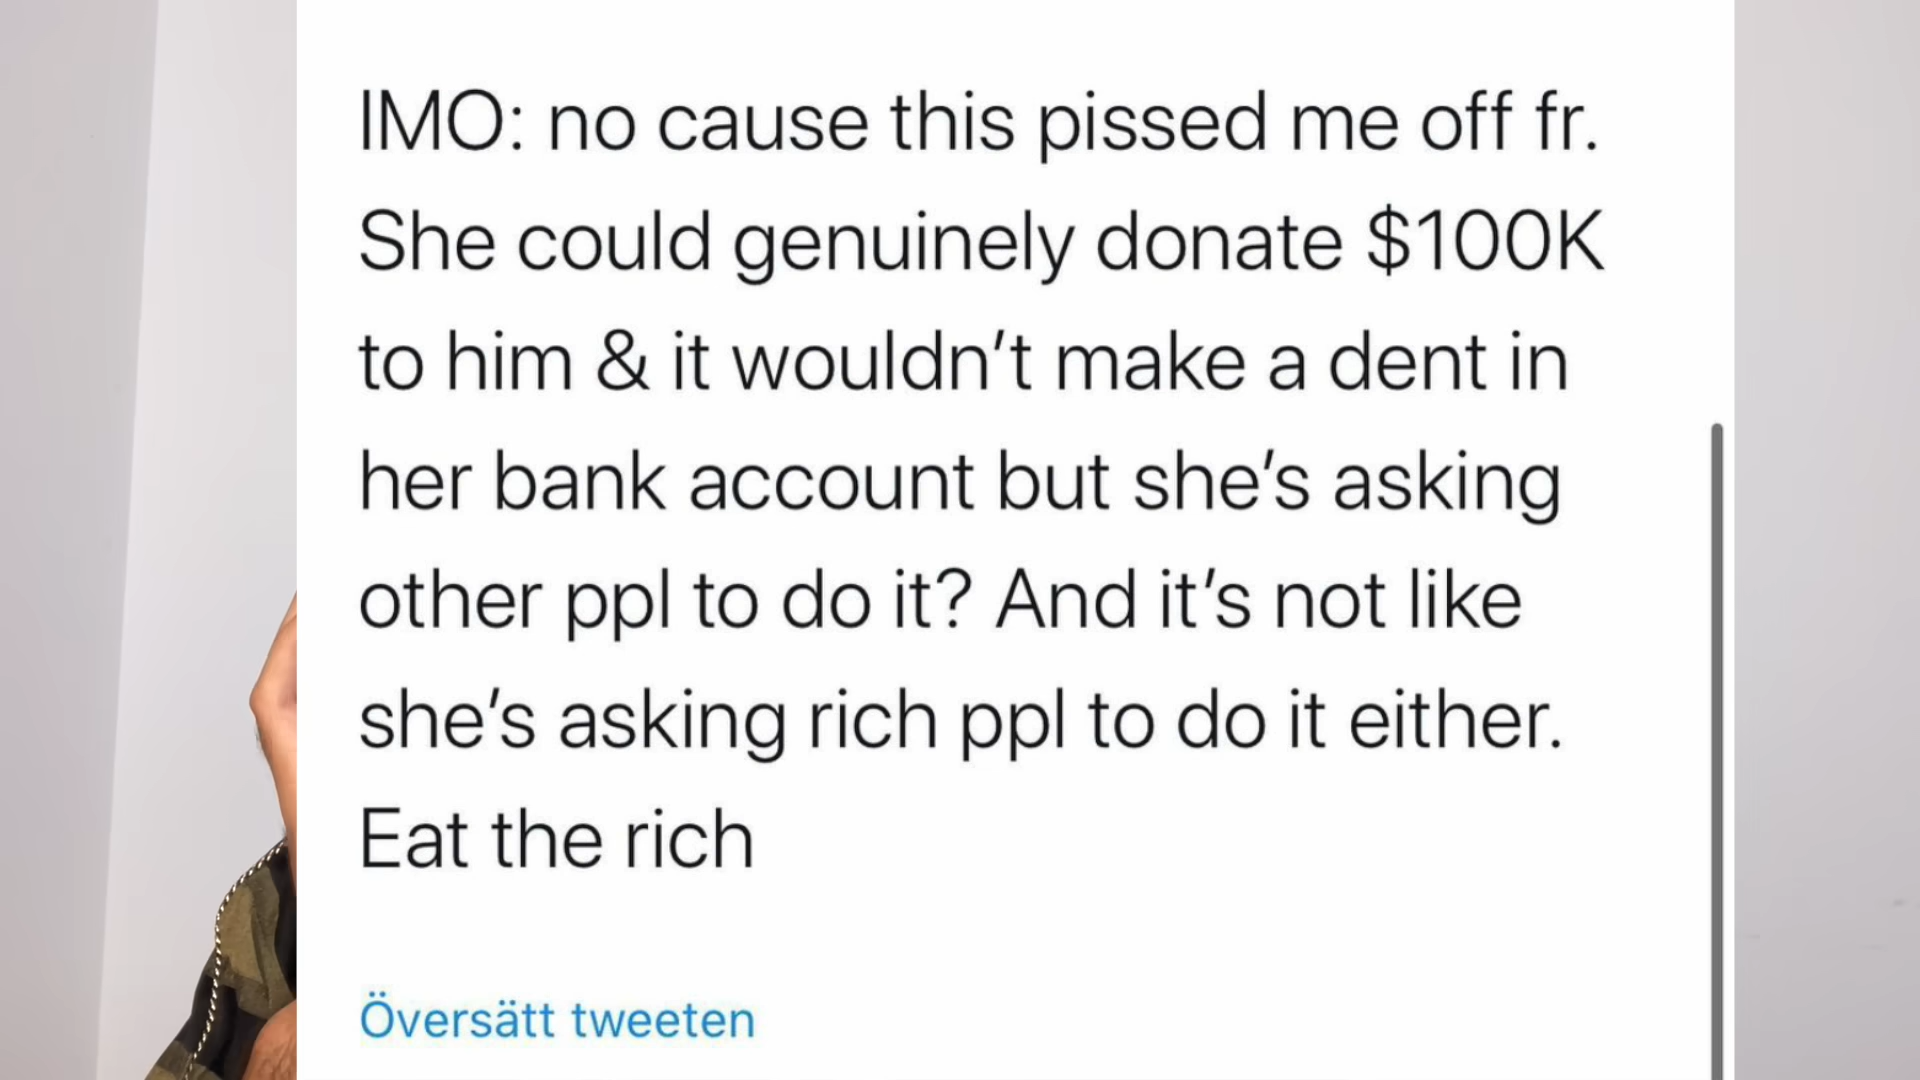 IMO: no cause this pissed me off fr.
She could genuinely donate $100K
to him & it wouldn’t make a dent in
her bank account but she’s asking
other ppl to do it? And it’s not like
she’s asking rich ppl to do it either.
Eat the rich
Översätt tweeten